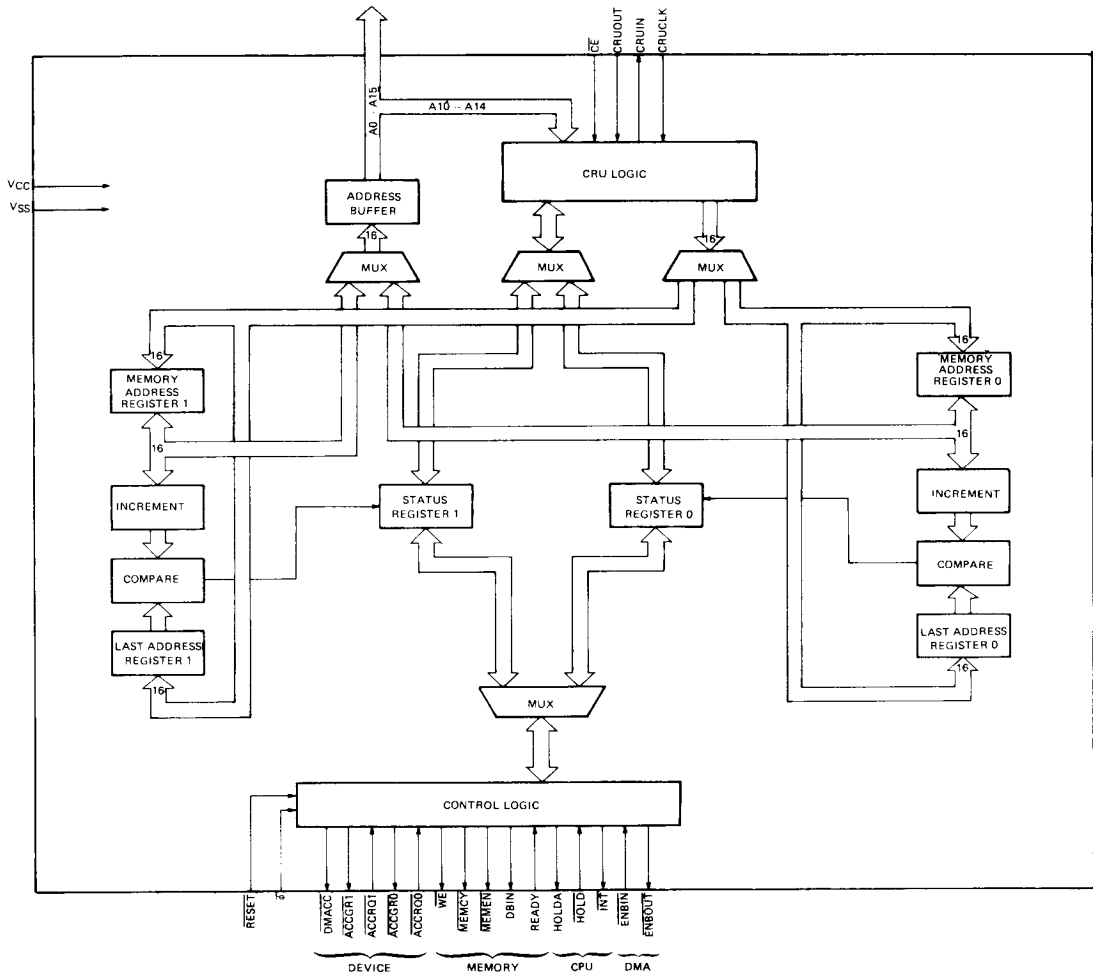 CE
CRUOUT
CRUIN
CRUCLK
A0 - A15
A10 -- A14
CRU LOGIC
VCC
VSS
ADDRESS
BUFFER
16
16
MUX
MUX
MUX
16
MEMORY
ADDRESS
REGISTER 1
16
MEMORY
ADDRESS
REGISTER 0
16
16
INCREMENT
STATUS
REGISTER 1
STATUS
REGISTER 0
INCREMENT
COMPARE
COMPARE
LAST ADDRESS
REGISTER 1
LAST ADDRESS
REGISTER 0
16
16
MUX
CONTROL LOGIC
RESET
DMACC
ACCGR1
ACCRQ1
ACCGR0
ACCRQ0
WE
MEMCY
MEMEN
DBIN
READY
HOLDA
HOLD
INT
ENBIN
ENBOUT
DEVICE
MEMORY
CPU
DMA